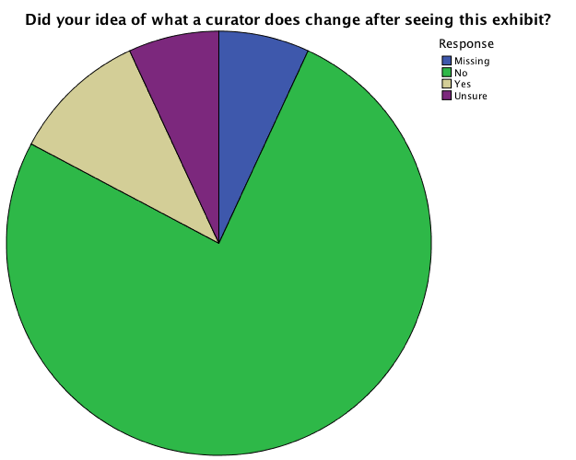 Did your idea of what a curator does change after seeing this exhibit?
Response
Missing
No
Yes
Unsure